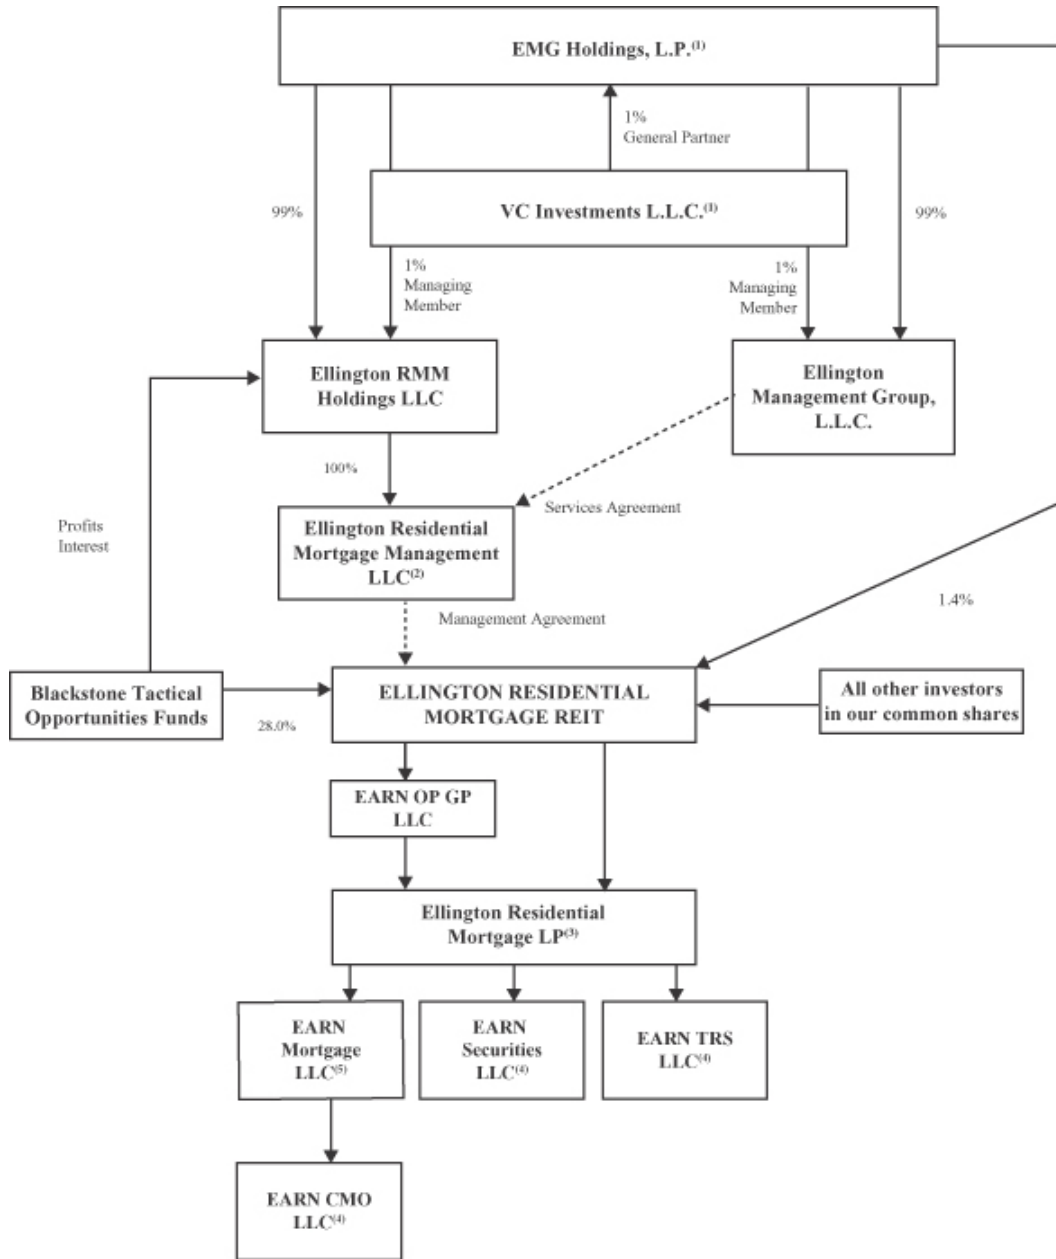 EMG Holdings, L.P.(1)
1%
General Partner
VC Investments L.L.C.(1)
99%
99%
1%
Managing
Member
1%
Managing
Member
Ellington RMM
Holdings LLC
Ellington
Management Group,
L.L.C.
100%
Services Agreement
Profits
Interest
Ellington Residential
Mortgage Management
LLC(2)
1.4%
Management Agreement
Blackstone Tactical
Opportunities Funds
28.0%
ELLINGTON RESIDENTIAL
MORTGAGE REIT
All other investors
in our common shares
EARN OP GP
LLC
Ellington Residential
Mortgage LP(3)
EARN
Mortgage
LLC(5)
EARN
Securities
LLC(4)
EARN TRS
LLC(4)
EARN CMO
LLC(4)